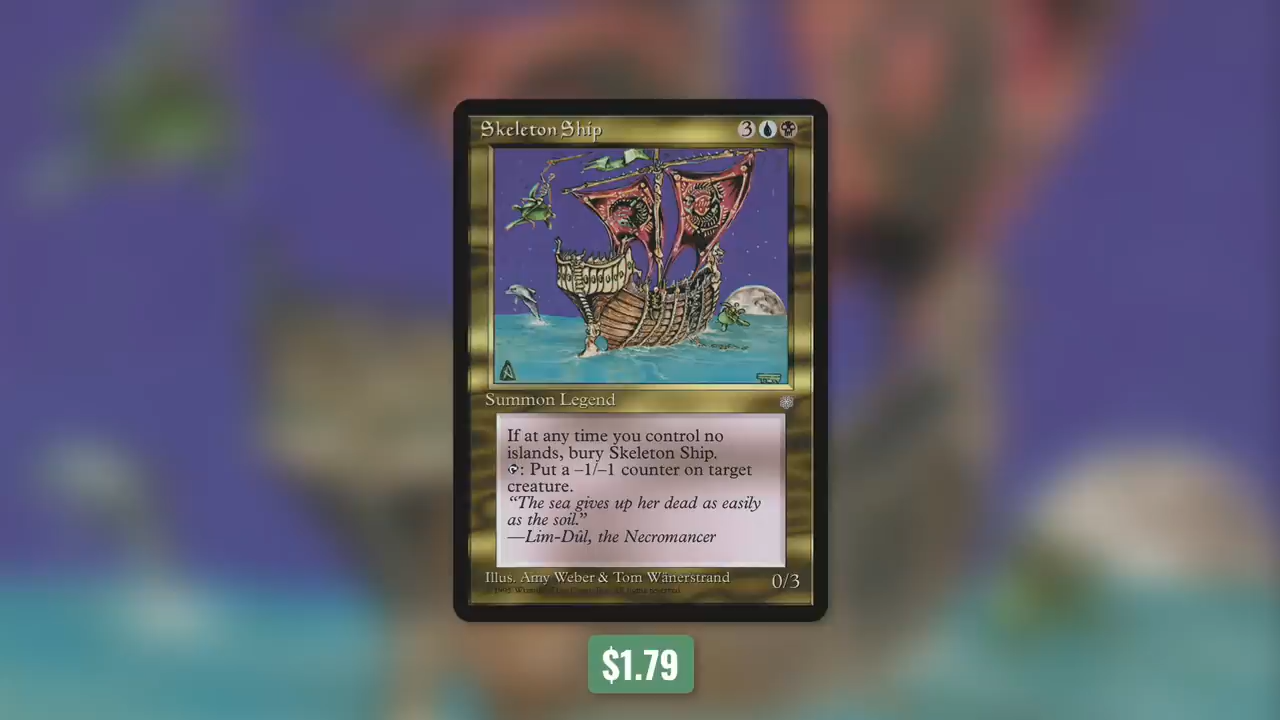 Skeleton Ship 3
Summon Legend
If at any time you control no
islands, bury Skeleton Ship.
: Put a –1/–1 counter on target
creature.
“The sea gives up her dead as easily
as the soil.”
—Lim-Dûl, the Necromancer
Illus. Amy Weber & Tom Wänerstrand
0/3
$1.79